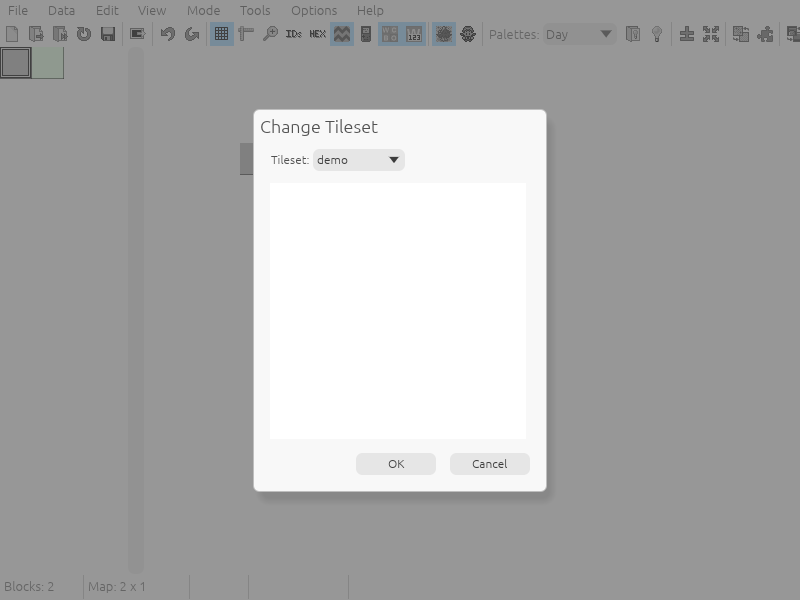 File Data Edit View Mode Tools Options Help
IDs HEX 123 Palettes: Day
Change Tileset
Tileset: demo
OK Cancel
Blocks: 2 Map: 2 x 1